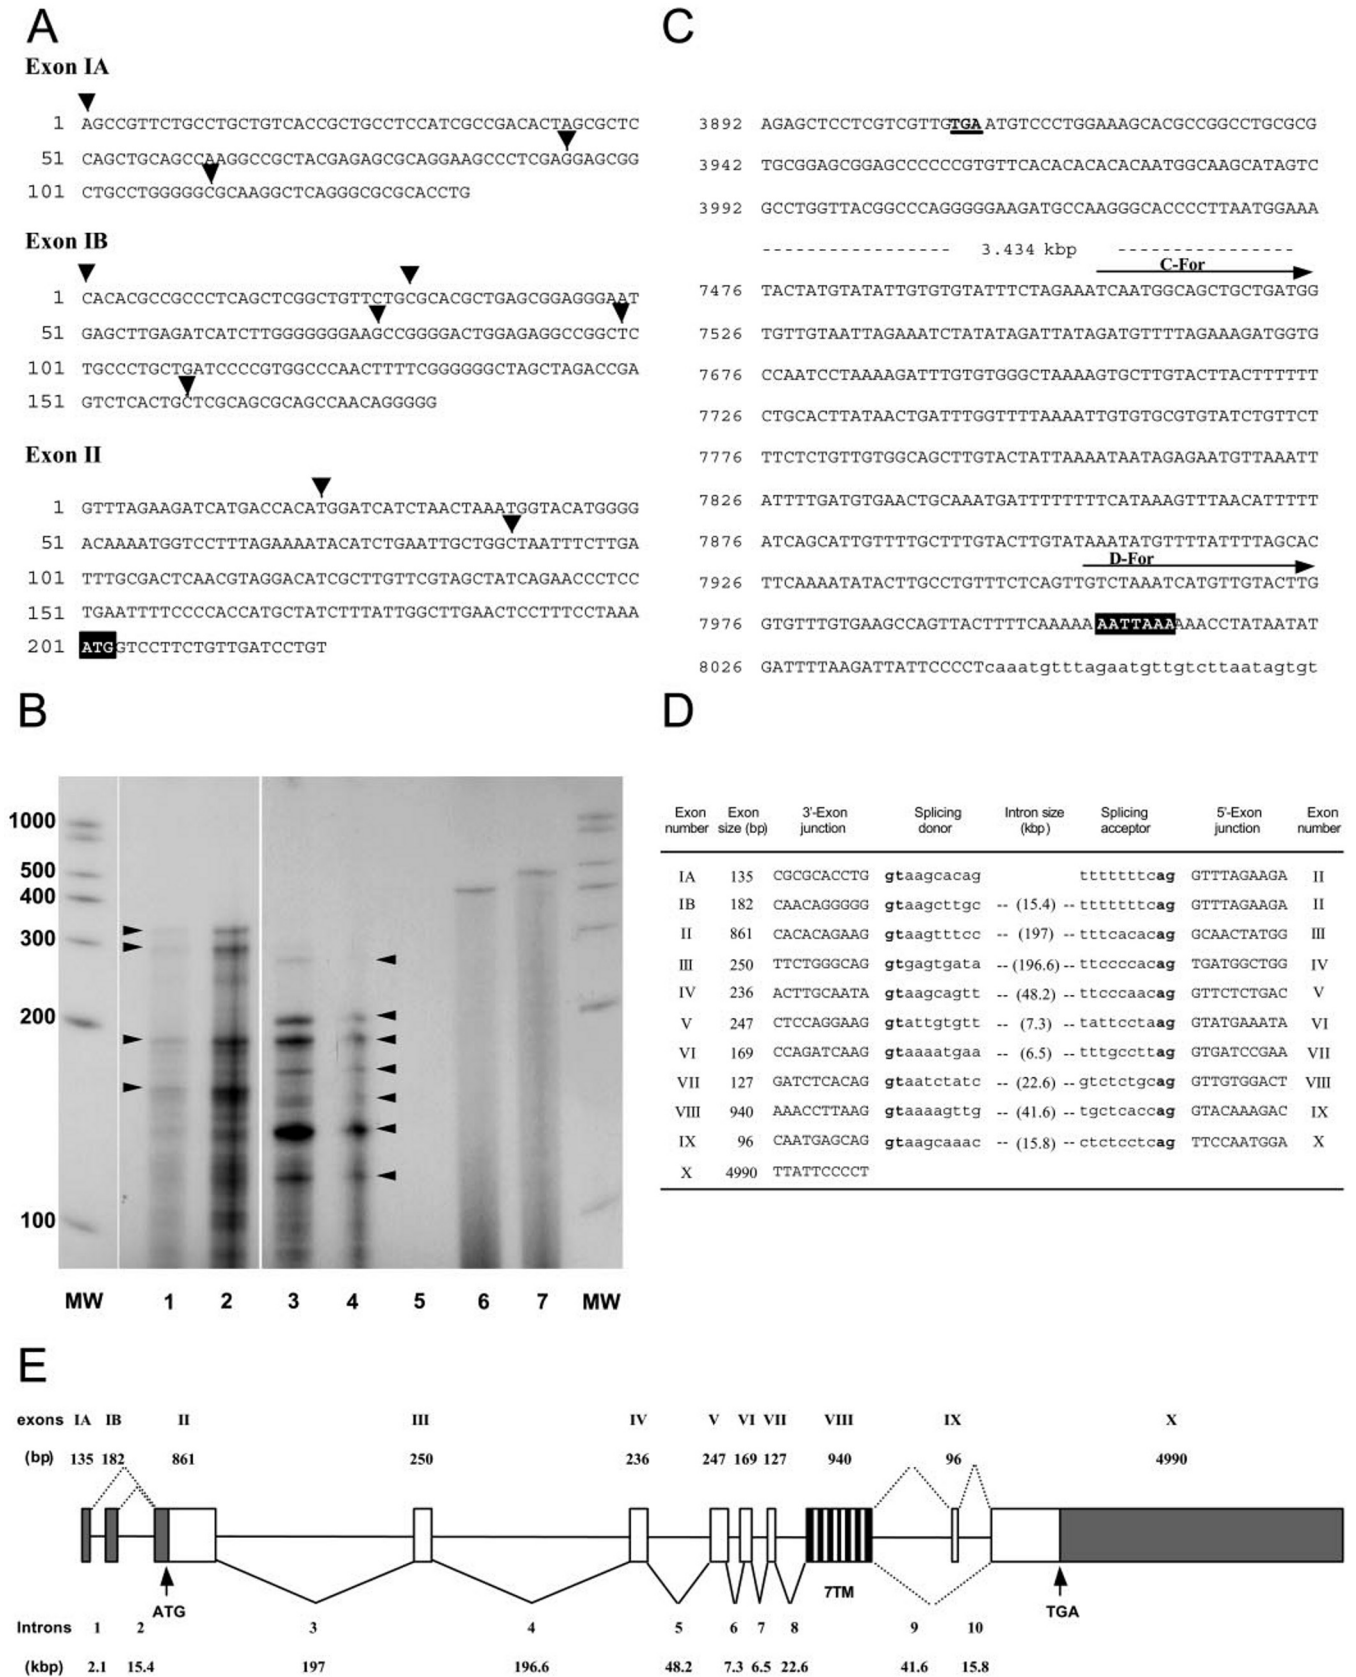 A
Exon IA
1 AGCCGTTCTGCCTGCTGTCACCGCTGCCTCCATCGCCGACACTAGCGCTC
51 CAGCTGCAGCCAAGGCCGCTACGAGAGCGCAGGAAGCCCTCGAGGAGCGG
101 CTGCCTGGGGGCGCAAGGCTCAGGGCGCGCACCTG
Exon IB
1 CACACGCCGCCCTCAGCTCGGCTGTTCTGCGCACGCTGAGCGGAGGGAAT
51 GAGCTTGAGATCATCTTGGGGGGGAAGCCGGGGACTGGAGAGGCCGGCTC
101 TGCCCTGCTGATCCCCGTGGCCCAACTTTTCGGGGGGCTAGCTAGACCGA
151 GTCTCACTGCTCGCAGCGCAGCCAACAGGGGG
Exon II
1 GTTTAGAAGATCATGACCACATGGATCATCTAACTAAATGGTACATGGGG
51 ACAAAATGGTCCTTTAGAAAATACATCTGAATTGCTGGCTAATTTCTTGA
101 TTTGCGACTCAACGTAGGACATCGCTTGTTCGTAGCTATCAGAACCCTCC
151 TGAATTTTCCCCACCATGCTATCTTTATTGGCTTGAACTCCTTTCCTAAA
201 ATGGTCCTTCTGTTGATCCTGT
C
3892 AGAGCTCCTCGTCGTTGTGAATGTCCCTGGAAAGCACGCCGGCCTGCGCG
3942 TGCGGAGCGGAGCCCCCCGTGTTCACACACACACAATGGCAAGCATAGTC
3992 GCCTGGTTACGGCCCAGGGGGAAGATGCCAAGGGCACCCCTTAATGGAAA
---------------- 3.434 kbp ---------------
C-For
7476 TACTATGTATATTGTGTGTATTTCTAGAAATCAATGGCAGCTGCTGATGG
7526 TGTTGTAATTAGAAATCTATATAGATTATAGATGTTTTAGAAAGATGGTG
7676 CCAATCCTAAAAGATTTGTGTGGGCTAAAAGTGCTTGTACTTACTTTTTT
7726 CTGCACTTATAACTGATTTGGTTTTAAAATTGTGTGCGTGTATCTGTTCT
7776 TTCTCTGTTGTGGCAGCTTGTACTATTAAAATAATAGAGAATGTTAAATT
7826 ATTTTGATGTGAACTGCAAATGATTTTTTTTCATAAAGTTTAACATTTTT
7876 ATCAGCATTGTTTTGCTTTGTACTTGTATAAATATGTTTTATTTTAGCAC
D-For
7926 TTCAAAATATACTTGCCTGTTTCTCAGTTGTCTAAATCATGTTGTACTTG
7976 GTGTTTGTGAAGCCAGTTACTTTTCAAAAAAATTAAAAAACCTATAATAT
8026 GATTTTAAGATTATTCCCCTcaaatgtttagaatgttgtcttaatagtgt
B
1000
500
400
300
200
100
MW 1 2 3 4 5 6 7 MW
D
Exon number Exon size (bp) 3'-Exon junction Splicing donor Intron size (kbp) Splicing acceptor 5'-Exon junction Exon number
IA 135 CGCGCACCTG gtaagcacag tttttttcag GTTTAGAAGA II
IB 182 CAACAGGGGG gtaagcttgc -- (15.4) -- tttttttcag GTTTAGAAGA II
II 861 CACACAGAAG gtaagtttcc -- (197) -- tttcacacag GCAACTATGG III
III 250 TTCTGGGCAG gtgagtgata -- (196.6) -- ttccccacag TGATGGCTGG IV
IV 236 ACTTGCAATA gtaagcagtt -- (48.2) -- ttcccaacag GTTCTCTGAC V
V 247 CTCCAGGAAG gtattgtgtt -- (7.3) -- tattcctaag GTATGAAATA VI
VI 169 CCAGATCAAG gtaaaatgaa -- (6.5) -- tttgccttag GTGATCCGAA VII
VII 127 GATCTCACAG gtaatctatc -- (22.6) -- gtctctgcag GTTGTGGACT VIII
VIII 940 AAACCTTAAG gtaaaagttg -- (41.6) -- tgctcaccag GTACAAAGAC IX
IX 96 CAATGAGCAG gtaagcaaac -- (15.8) -- ctctcctcag TTCCAATGGA X
X 4990 TTATTCCCCT
E
exons IA IB II III IV V VI VII VIII IX X
(bp) 135 182 861 250 236 247 169 127 940 96 4990
7TM
ATG TGA
Introns 1 2 3 4 5 6 7 8 9 10
(kbp) 2.1 15.4 197 196.6 48.2 7.3 6.5 22.6 41.6 15.8